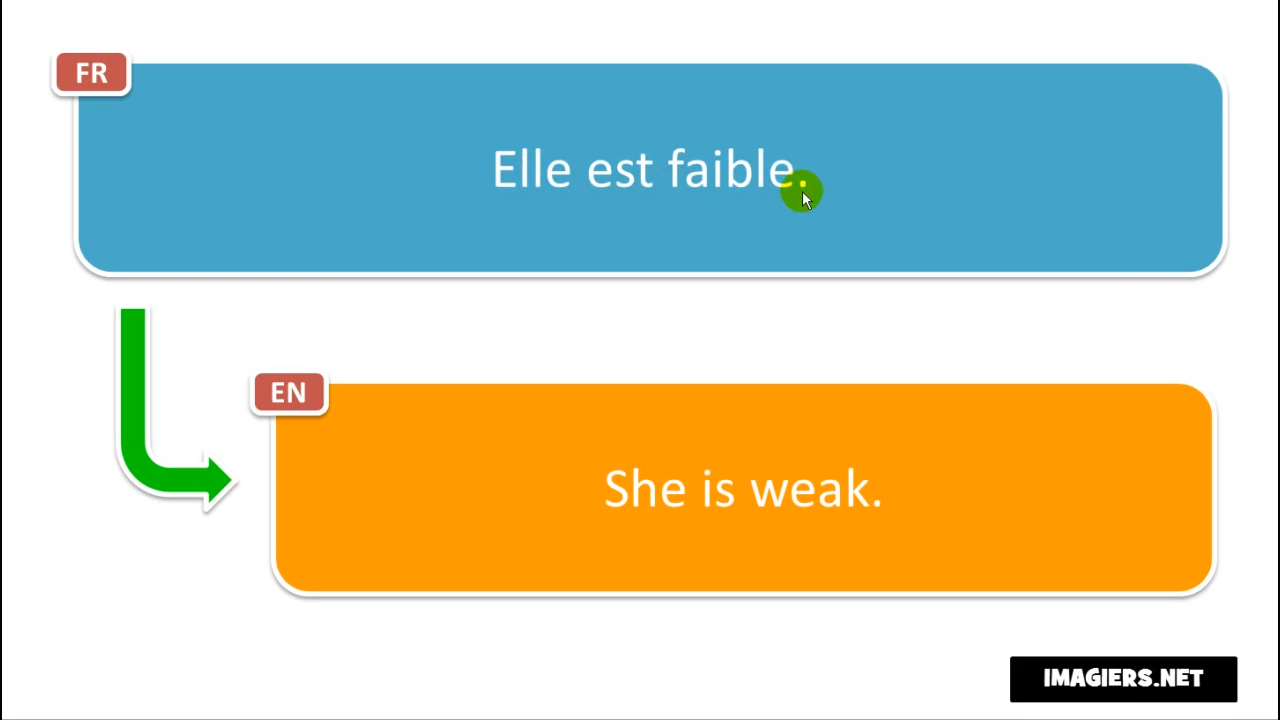 FR
Elle est faible.
EN
She is weak.
IMAGIERS.NET